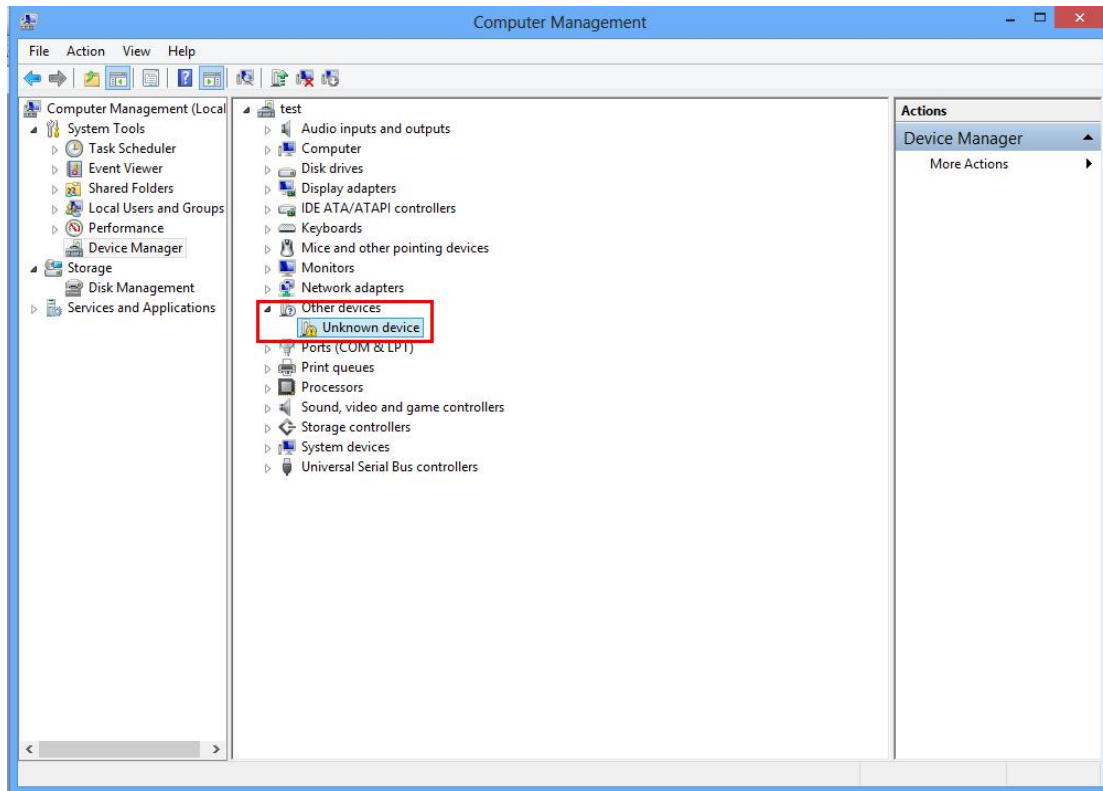 Computer Management
File Action View Help
Computer Management (Local
System Tools
Task Scheduler
Event Viewer
Shared Folders
Local Users and Groups
Performance
Device Manager
Storage
Disk Management
Services and Applications
test
Audio inputs and outputs
Computer
Disk drives
Display adapters
IDE ATA/ATAPI controllers
Keyboards
Mice and other pointing devices
Monitors
Network adapters
Other devices
Unknown device
Ports (COM & LPT)
Print queues
Processors
Sound, video and game controllers
Storage controllers
System devices
Universal Serial Bus controllers
Actions
Device Manager
More Actions